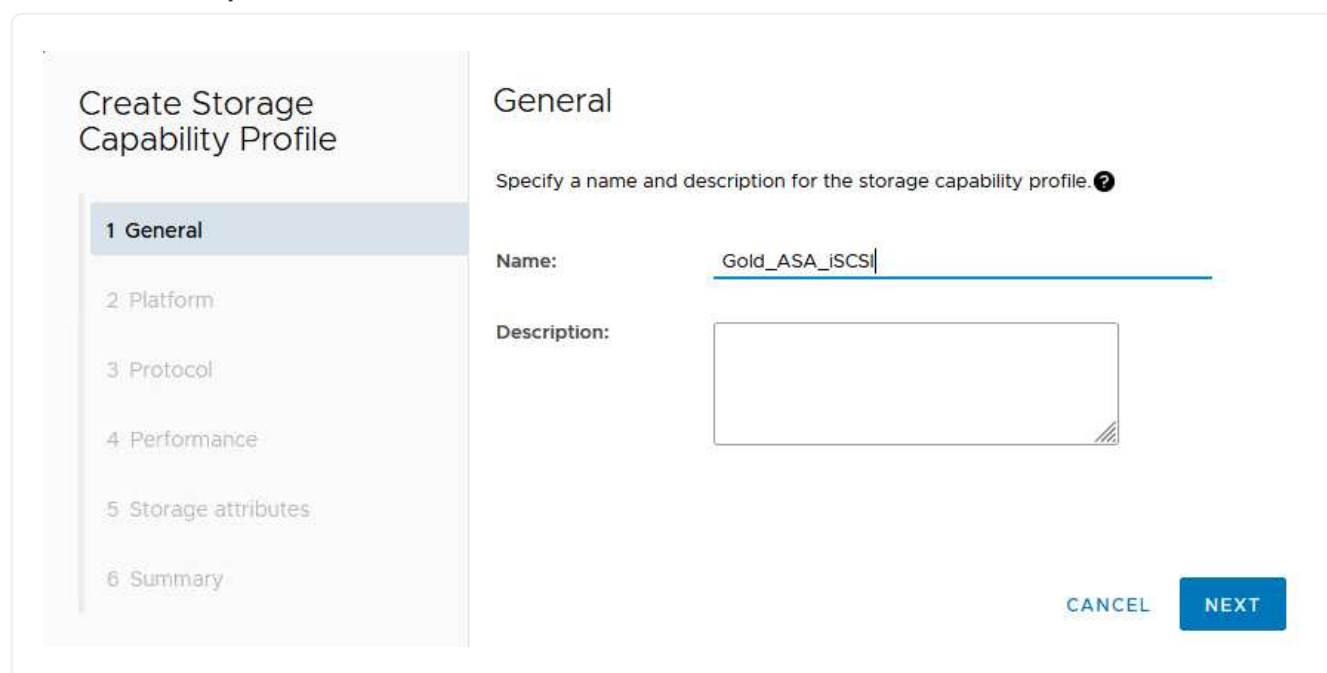 Create Storage
Capability Profile
1 General
2 Platform
3 Protocol
4 Performance
5 Storage attributes
6 Summary
General
Specify a name and description for the storage capability profile.
Name: Gold_ASA_iSCSI
Description:
CANCEL NEXT